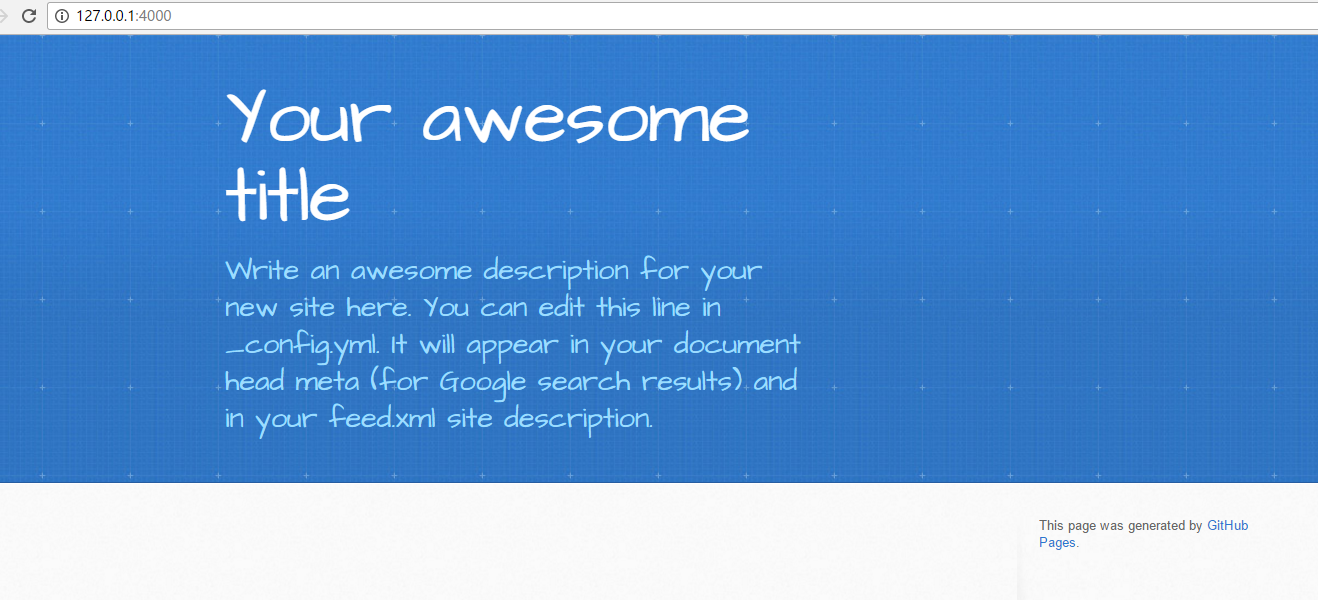 127.0.0.1:4000
Your awesome
title
Write an awesome description for your
new site here. You can edit this line in
_config.yml. It will appear in your document
head meta (for Google search results) and
in your feed.xml site description.
This page was generated by GitHub
Pages.